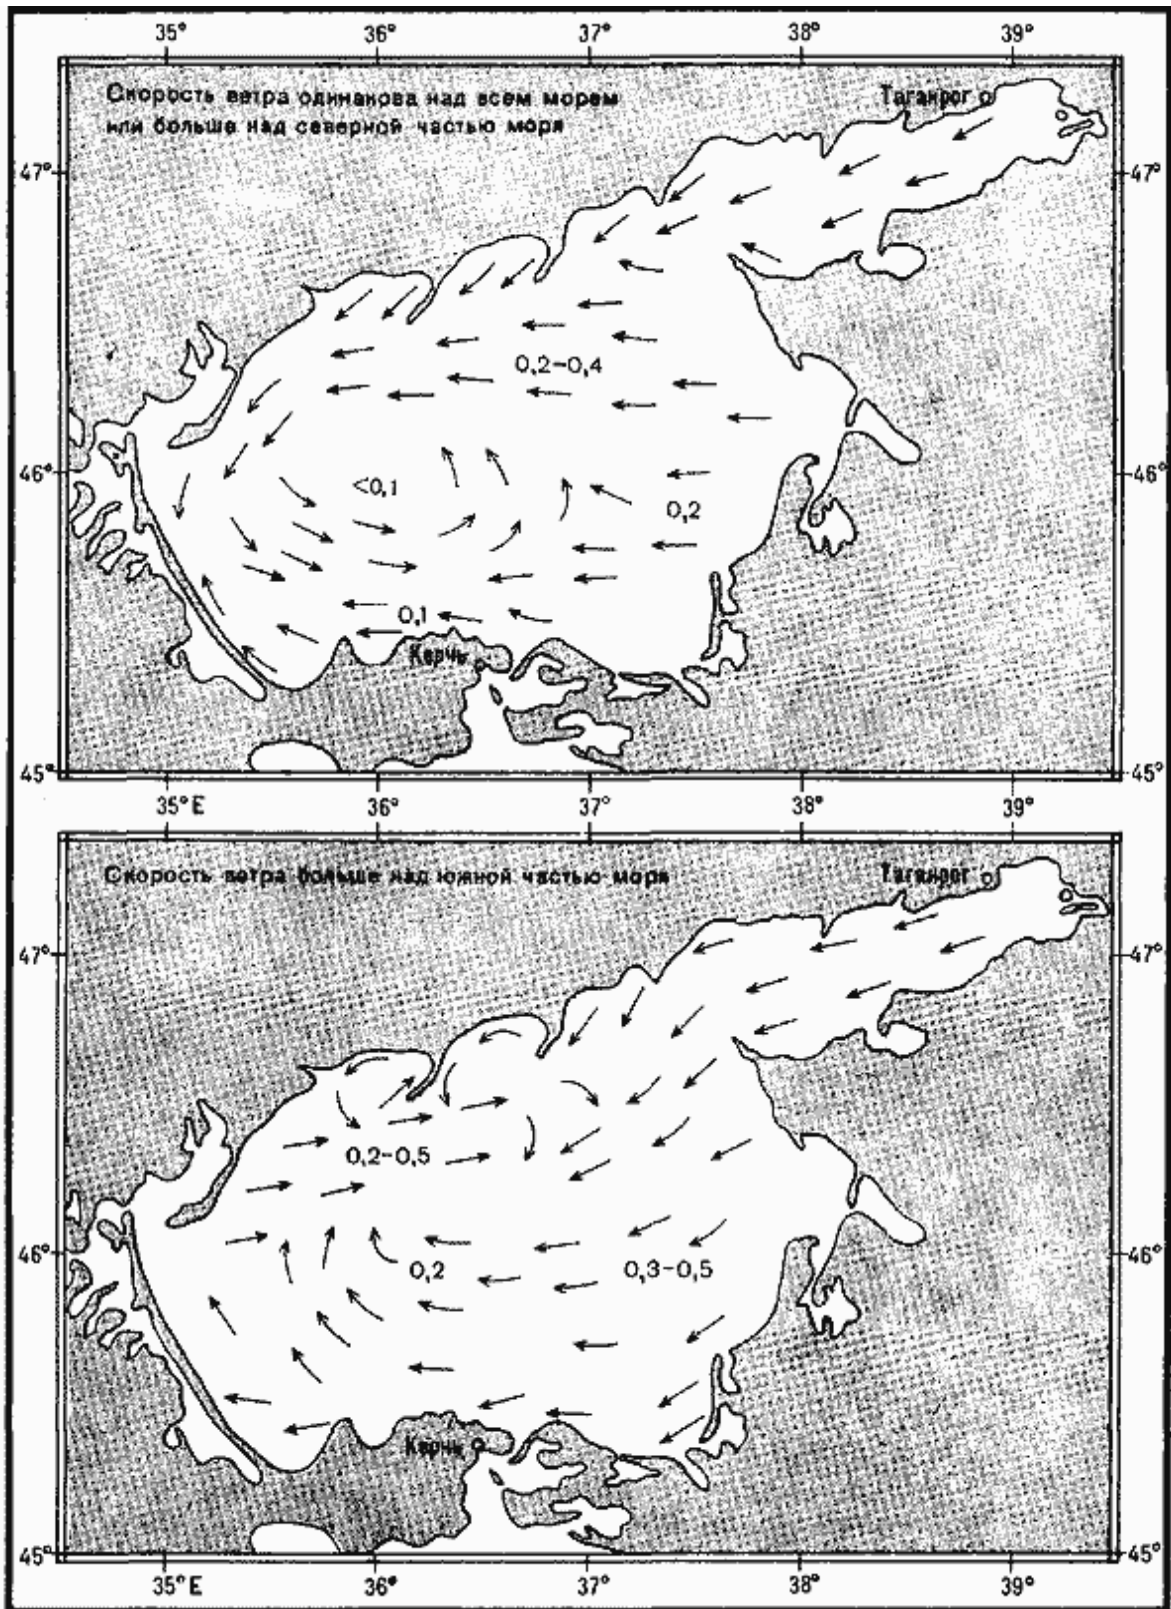 35° 36° 37° 38° 39°
Скорость ветра одинакова над всем морем
или больше над северной частью моря
Таганрог
47° 47°
0,2-0,4
46° 46°
<0,1
0,2
0,1
Керчь
45° 45°
35°E 36° 37° 38° 39°
Скорость ветра больше над южной частью моря
Таганрог
47° 47°
0,2-0,5
46° 46°
0,2
0,3-0,5
Керчь
45° 45°
35°E 36° 37° 38° 39°